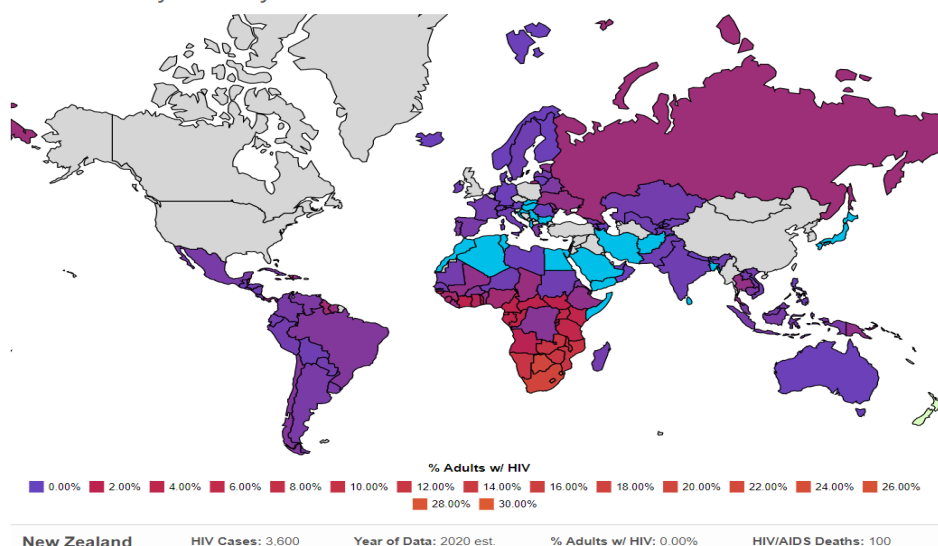 % Adults w/ HIV
0.00% 2.00% 4.00% 6.00% 8.00% 10.00% 12.00% 14.00% 16.00% 18.00% 20.00% 22.00% 24.00% 26.00%
28.00% 30.00%
New Zealand HIV Cases: 3,600 Year of Data: 2020 est. % Adults w/ HIV: 0.00% HIV/AIDS Deaths: 100